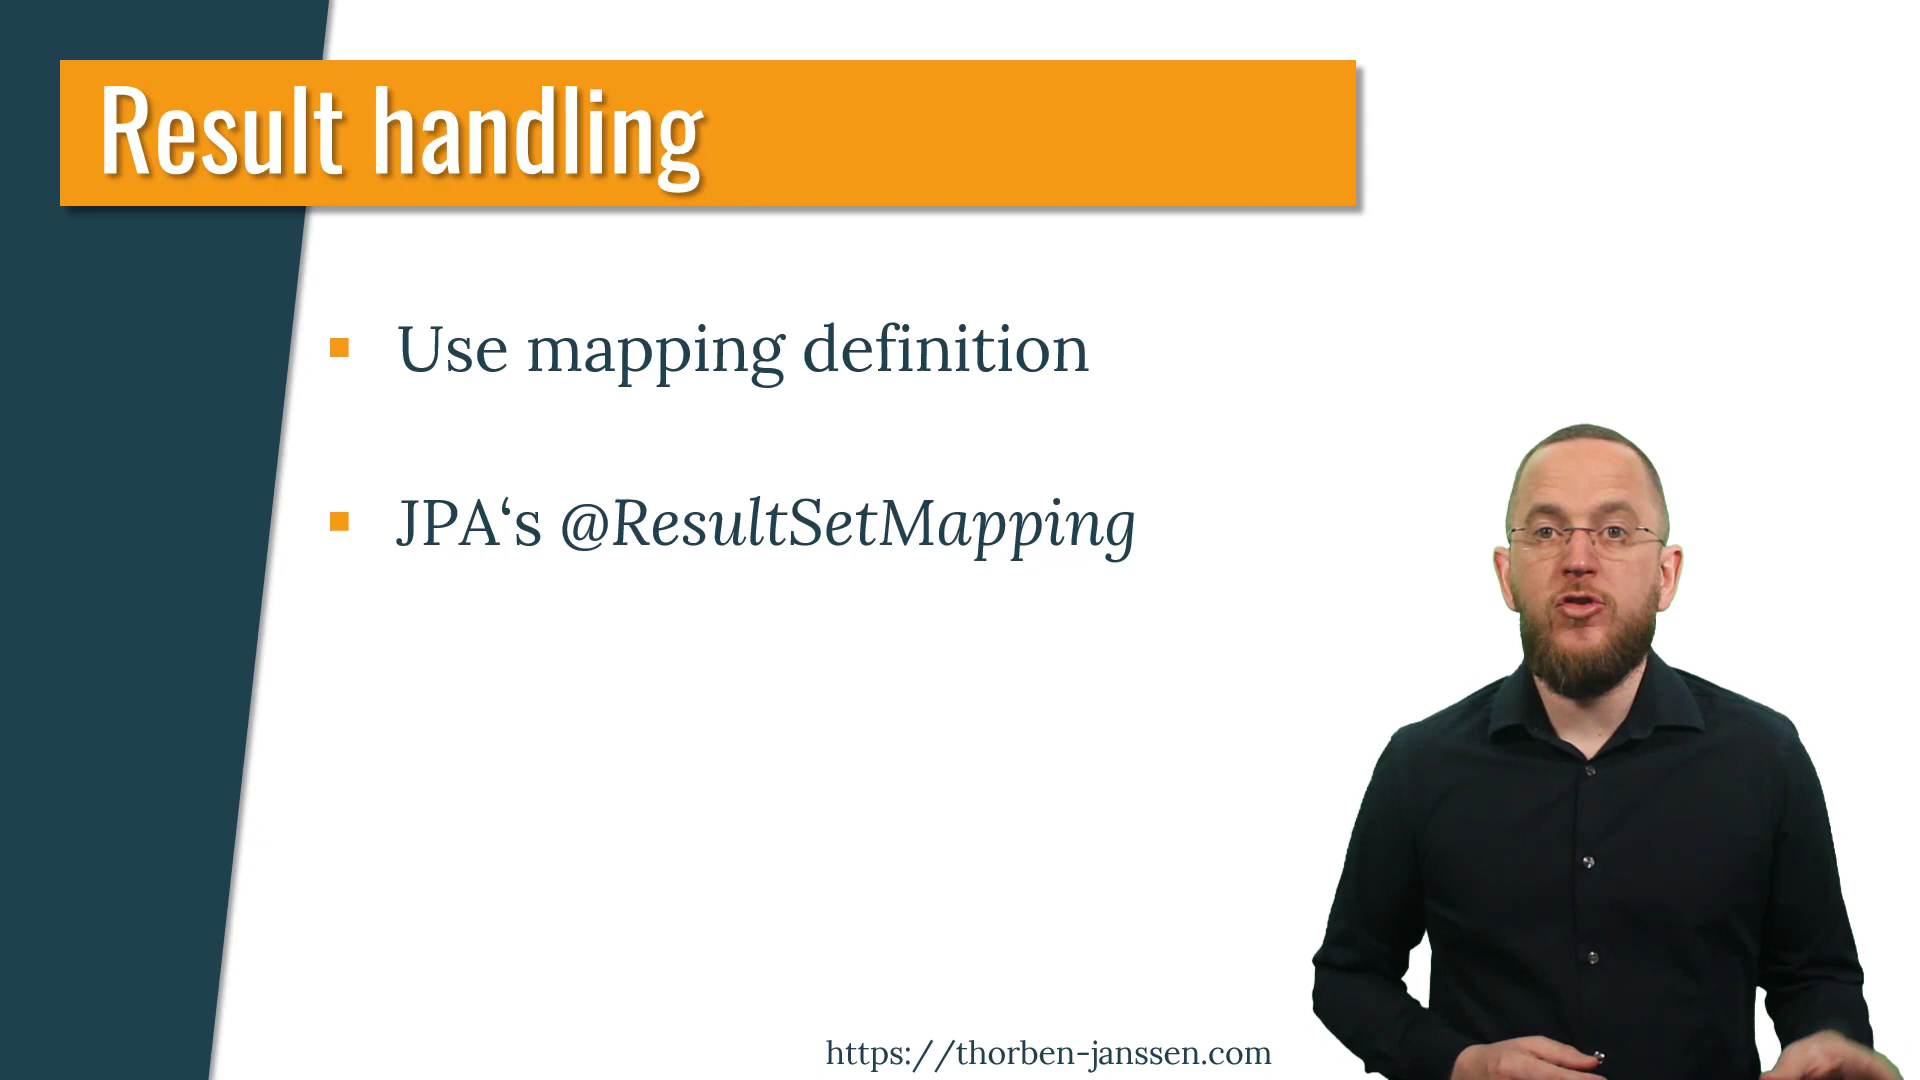 Result handling
Use mapping definition
JPA‘s @ResultSetMapping
https://thorben-janssen.com